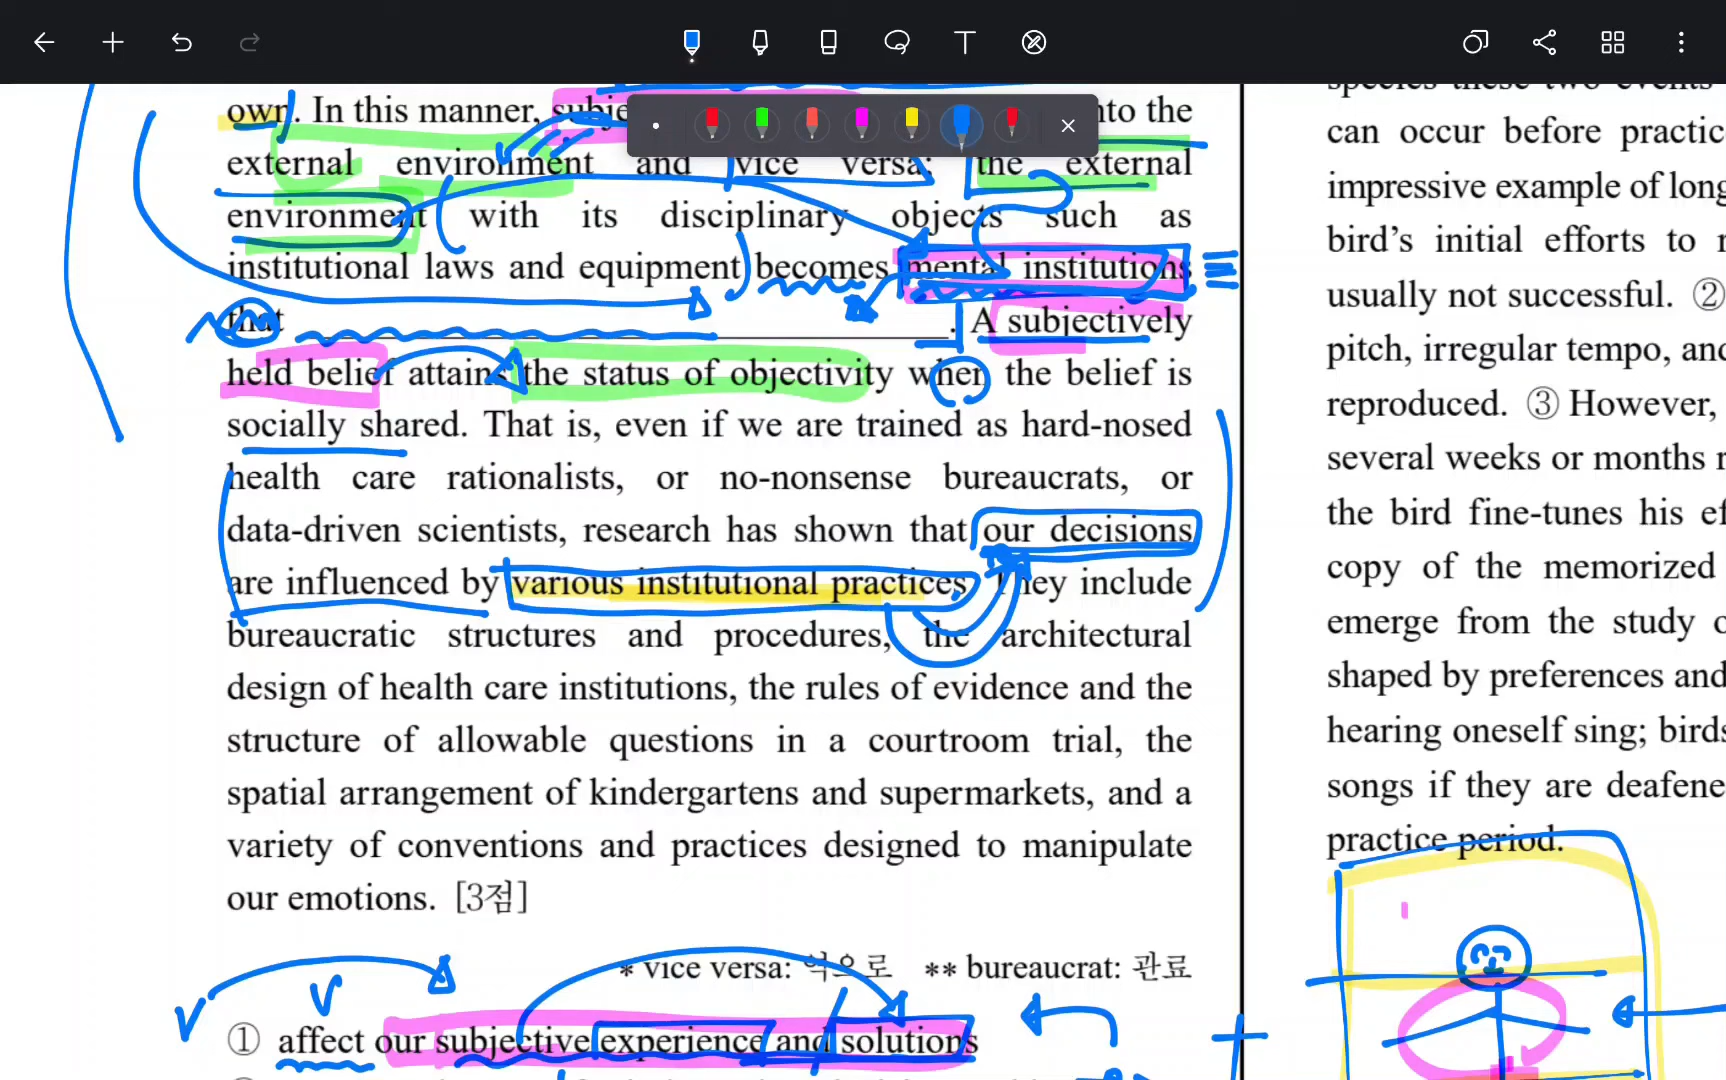 own. In this manner, subje nto the
external environment and vice versa; the external
environment with its disciplinary objects such as
institutional laws and equipment becomes mental institutions
that ____. A subjectively
held belief attains the status of objectivity when the belief is
socially shared. That is, even if we are trained as hard-nosed
health care rationalists, or no-nonsense bureaucrats, or
data-driven scientists, research has shown that our decisions
are influenced by various institutional practices. They include
bureaucratic structures and procedures, the architectural
design of health care institutions, the rules of evidence and the
structure of allowable questions in a courtroom trial, the
spatial arrangement of kindergartens and supermarkets, and a
variety of conventions and practices designed to manipulate
our emotions. [3점]
* vice versa: 역으로 ** bureaucrat: 관료
① affect our subjective experience and solutions
species these two events
can occur before practic
impressive example of long
bird's initial efforts to r
usually not successful. ②
pitch, irregular tempo, and
reproduced. ③ However,
several weeks or months r
the bird fine-tunes his ef
copy of the memorized
emerge from the study o
shaped by preferences and
hearing oneself sing; birds
songs if they are deafene
practice period.